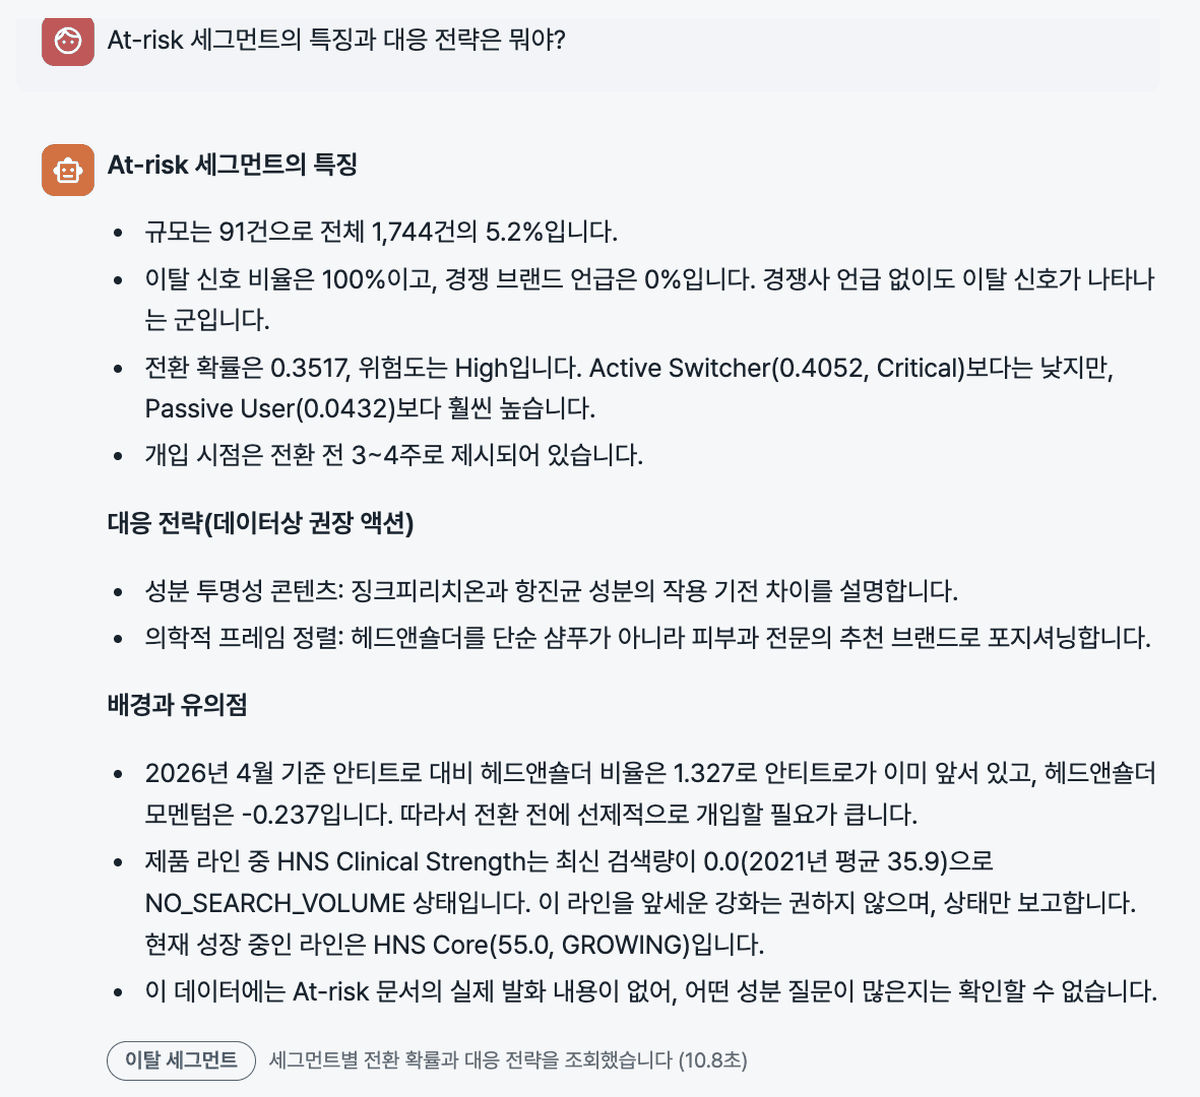 At-risk 세그먼트의 특징과 대응 전략은 뭐야?
At-risk 세그먼트의 특징
• 규모는 91건으로 전체 1,744건의 5.2%입니다.
• 이탈 신호 비율은 100%이고, 경쟁 브랜드 언급은 0%입니다. 경쟁사 언급 없이도 이탈 신호가 나타나
는 군입니다.
• 전환 확률은 0.3517, 위험도는 High입니다. Active Switcher(0.4052, Critical)보다는 낮지만,
Passive User(0.0432)보다 훨씬 높습니다.
• 개입 시점은 전환 전 3~4주로 제시되어 있습니다.
대응 전략(데이터상 권장 액션)
• 성분 투명성 콘텐츠: 징크피리치온과 항진균 성분의 작용 기전 차이를 설명합니다.
• 의학적 프레임 정렬: 헤드앤숄더를 단순 샴푸가 아니라 피부과 전문의 추천 브랜드로 포지셔닝합니다.
배경과 유의점
• 2026년 4월 기준 안티트로 대비 헤드앤숄더 비율은 1.327로 안티트로가 이미 앞서 있고, 헤드앤숄더
모멘텀은 -0.237입니다. 따라서 전환 전에 선제적으로 개입할 필요가 큽니다.
• 제품 라인 중 HNS Clinical Strength는 최신 검색량이 0.0(2021년 평균 35.9)으로
NO_SEARCH_VOLUME 상태입니다. 이 라인을 앞세운 강화는 권하지 않으며, 상태만 보고합니다.
현재 성장 중인 라인은 HNS Core(55.0, GROWING)입니다.
• 이 데이터에는 At-risk 문서의 실제 발화 내용이 없어, 어떤 성분 질문이 많은지는 확인할 수 없습니다.
이탈 세그먼트 세그먼트별 전환 확률과 대응 전략을 조회했습니다 (10.8초)